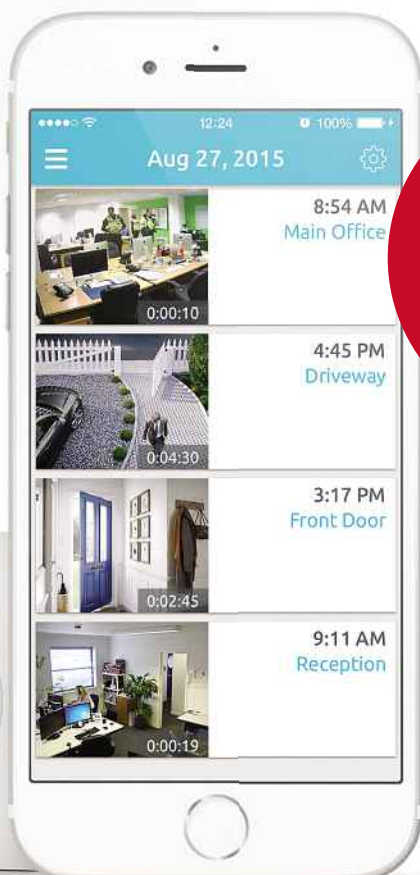 12:24
100%
Aug 27, 2015
8:54 AM
Main Office
0:00:10
4:45 PM
Driveway
0:04:30
3:17 PM
Front Door
0:02:45
9:11 AM
Reception
0:00:19